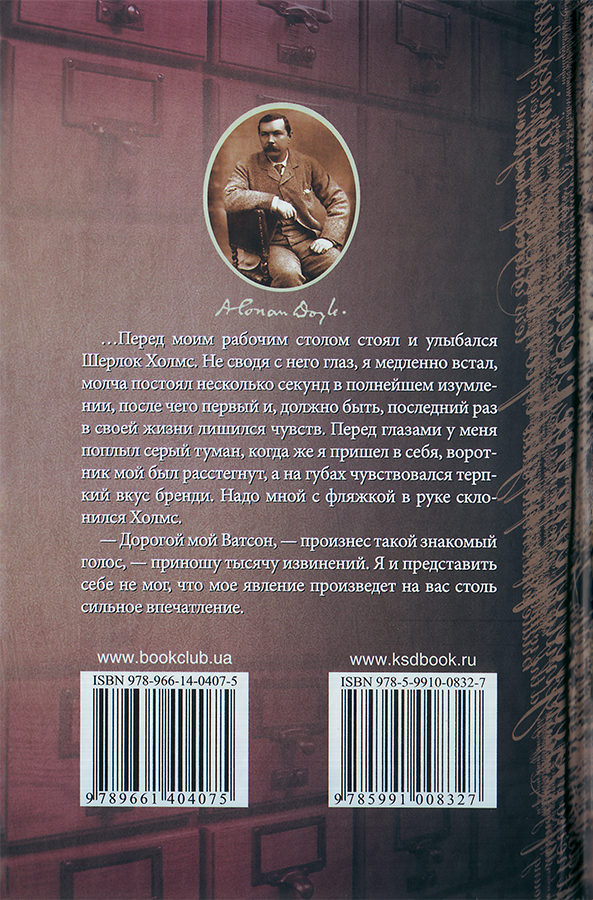 A Conan Doyle.
…Перед моим рабочим столом стоял и улыбался
Шерлок Холмс. Не сводя с него глаз, я медленно встал,
молча постоял несколько секунд в полнейшем изумле-
нии, после чего первый и, должно быть, последний раз
в своей жизни лишился чувств. Перед глазами у меня
поплыл серый туман, когда же я пришел в себя, ворот-
ник мой был расстегнут, а на губах чувствовался терп-
кий вкус бренди. Надо мной с фляжкой в руке скло-
нился Холмс.
— Дорогой мой Ватсон, — произнес такой знакомый
голос, — приношу тысячу извинений. Я и представить
себе не мог, что мое явление произведет на вас столь
сильное впечатление.
www.bookclub.ua
ISBN 978-966-14-0407-5
9 789661 404075
www.ksdbook.ru
ISBN 978-5-9910-0832-7
9 785991 008327